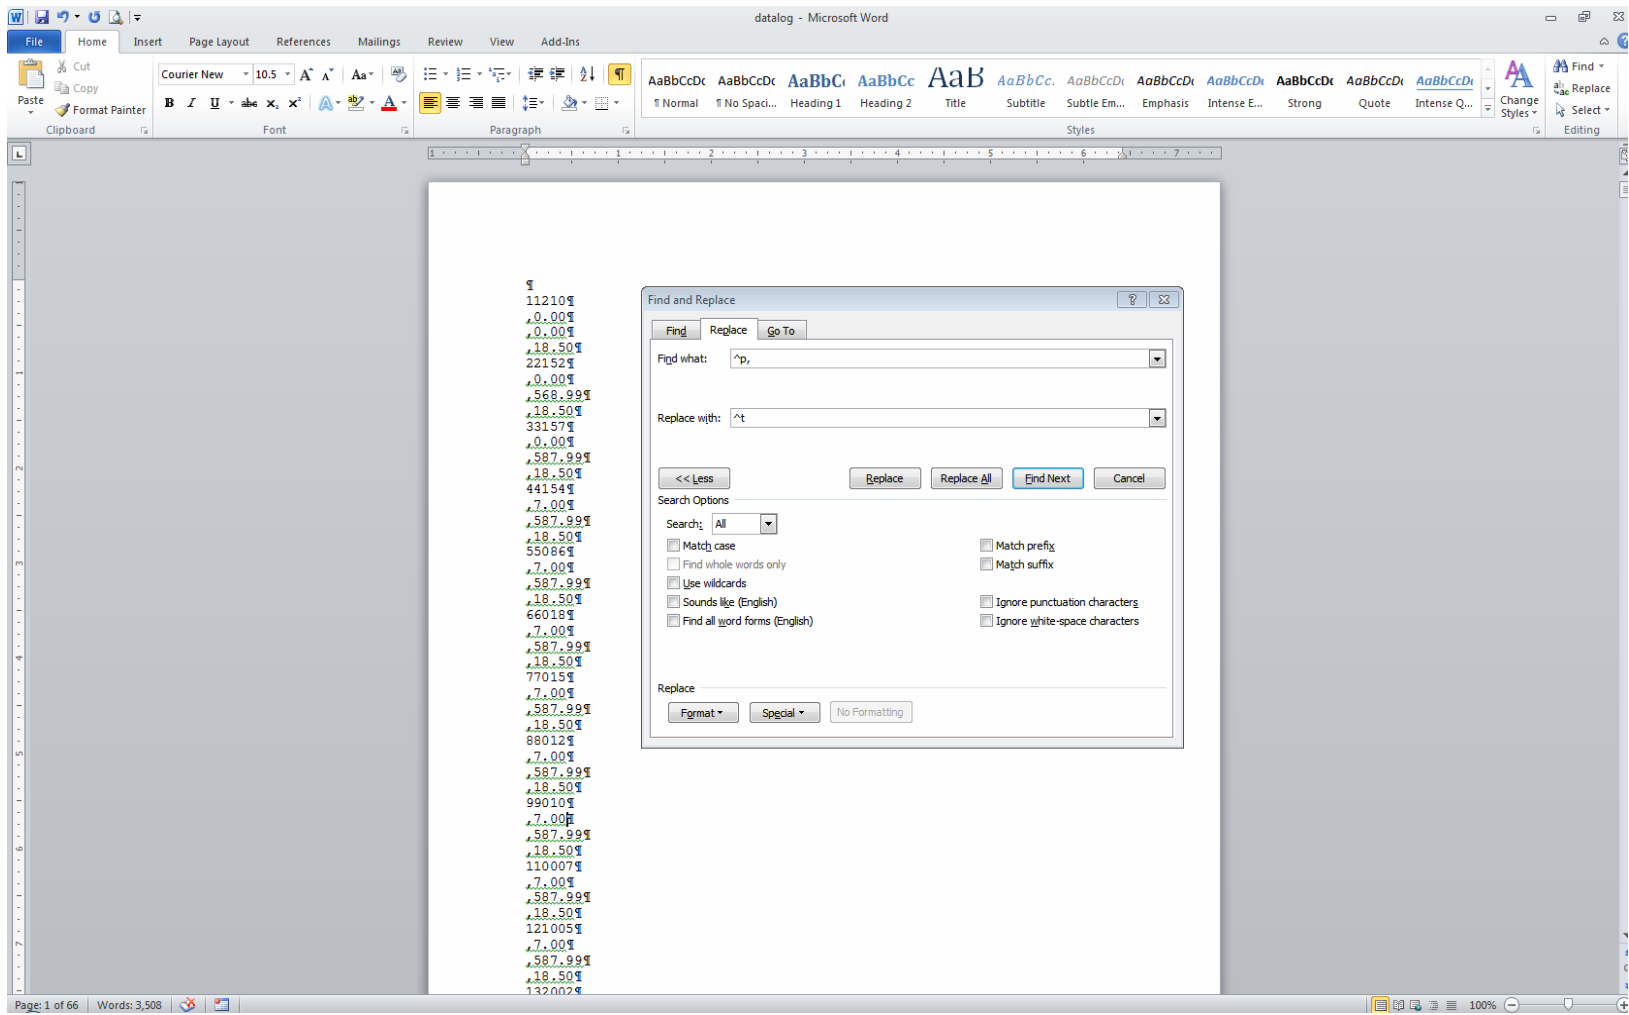 datalog - Microsoft Word
File Home Insert Page Layout References Mailings Review View Add-Ins
Paste
Cut
Copy
Format Painter
Clipboard
Courier New 10.5
Font
Paragraph
AaBbCcDc AaBbCcDc AaBbC AaBbCc AaB AaBbCc. AaBbCcDc AaBbCcDc AaBbCcDc AaBbCcDc AaBbCcDc AaBbCcDc
¶ Normal ¶ No Spaci... Heading 1 Heading 2 Title Subtitle Subtle Em... Emphasis Intense E... Strong Quote Intense Q...
Change Styles
Styles
Find
Replace
Select
Editing
1 1 2 3 4 5 6 7
¶
11210¶
,0.00¶
,0.00¶
,18.50¶
22152¶
,0.00¶
,568.99¶
,18.50¶
33157¶
,0.00¶
,587.99¶
,18.50¶
44154¶
,7.00¶
,587.99¶
,18.50¶
55086¶
,7.00¶
,587.99¶
,18.50¶
66018¶
,7.00¶
,587.99¶
,18.50¶
77015¶
,7.00¶
,587.99¶
,18.50¶
88012¶
,7.00¶
,587.99¶
,18.50¶
99010¶
,7.00¶
,587.99¶
,18.50¶
110007¶
,7.00¶
,587.99¶
,18.50¶
121005¶
,7.00¶
,587.99¶
,18.50¶
132002¶
Find and Replace
Find Replace Go To
Find what: ^p,
Replace with: ^t
<< Less Replace Replace All Find Next Cancel
Search Options
Search: All
Match case
Find whole words only
Use wildcards
Sounds like (English)
Find all word forms (English)
Match prefix
Match suffix
Ignore punctuation characters
Ignore white-space characters
Replace
Format Special No Formatting
Page: 1 of 66 Words: 3,508 100%